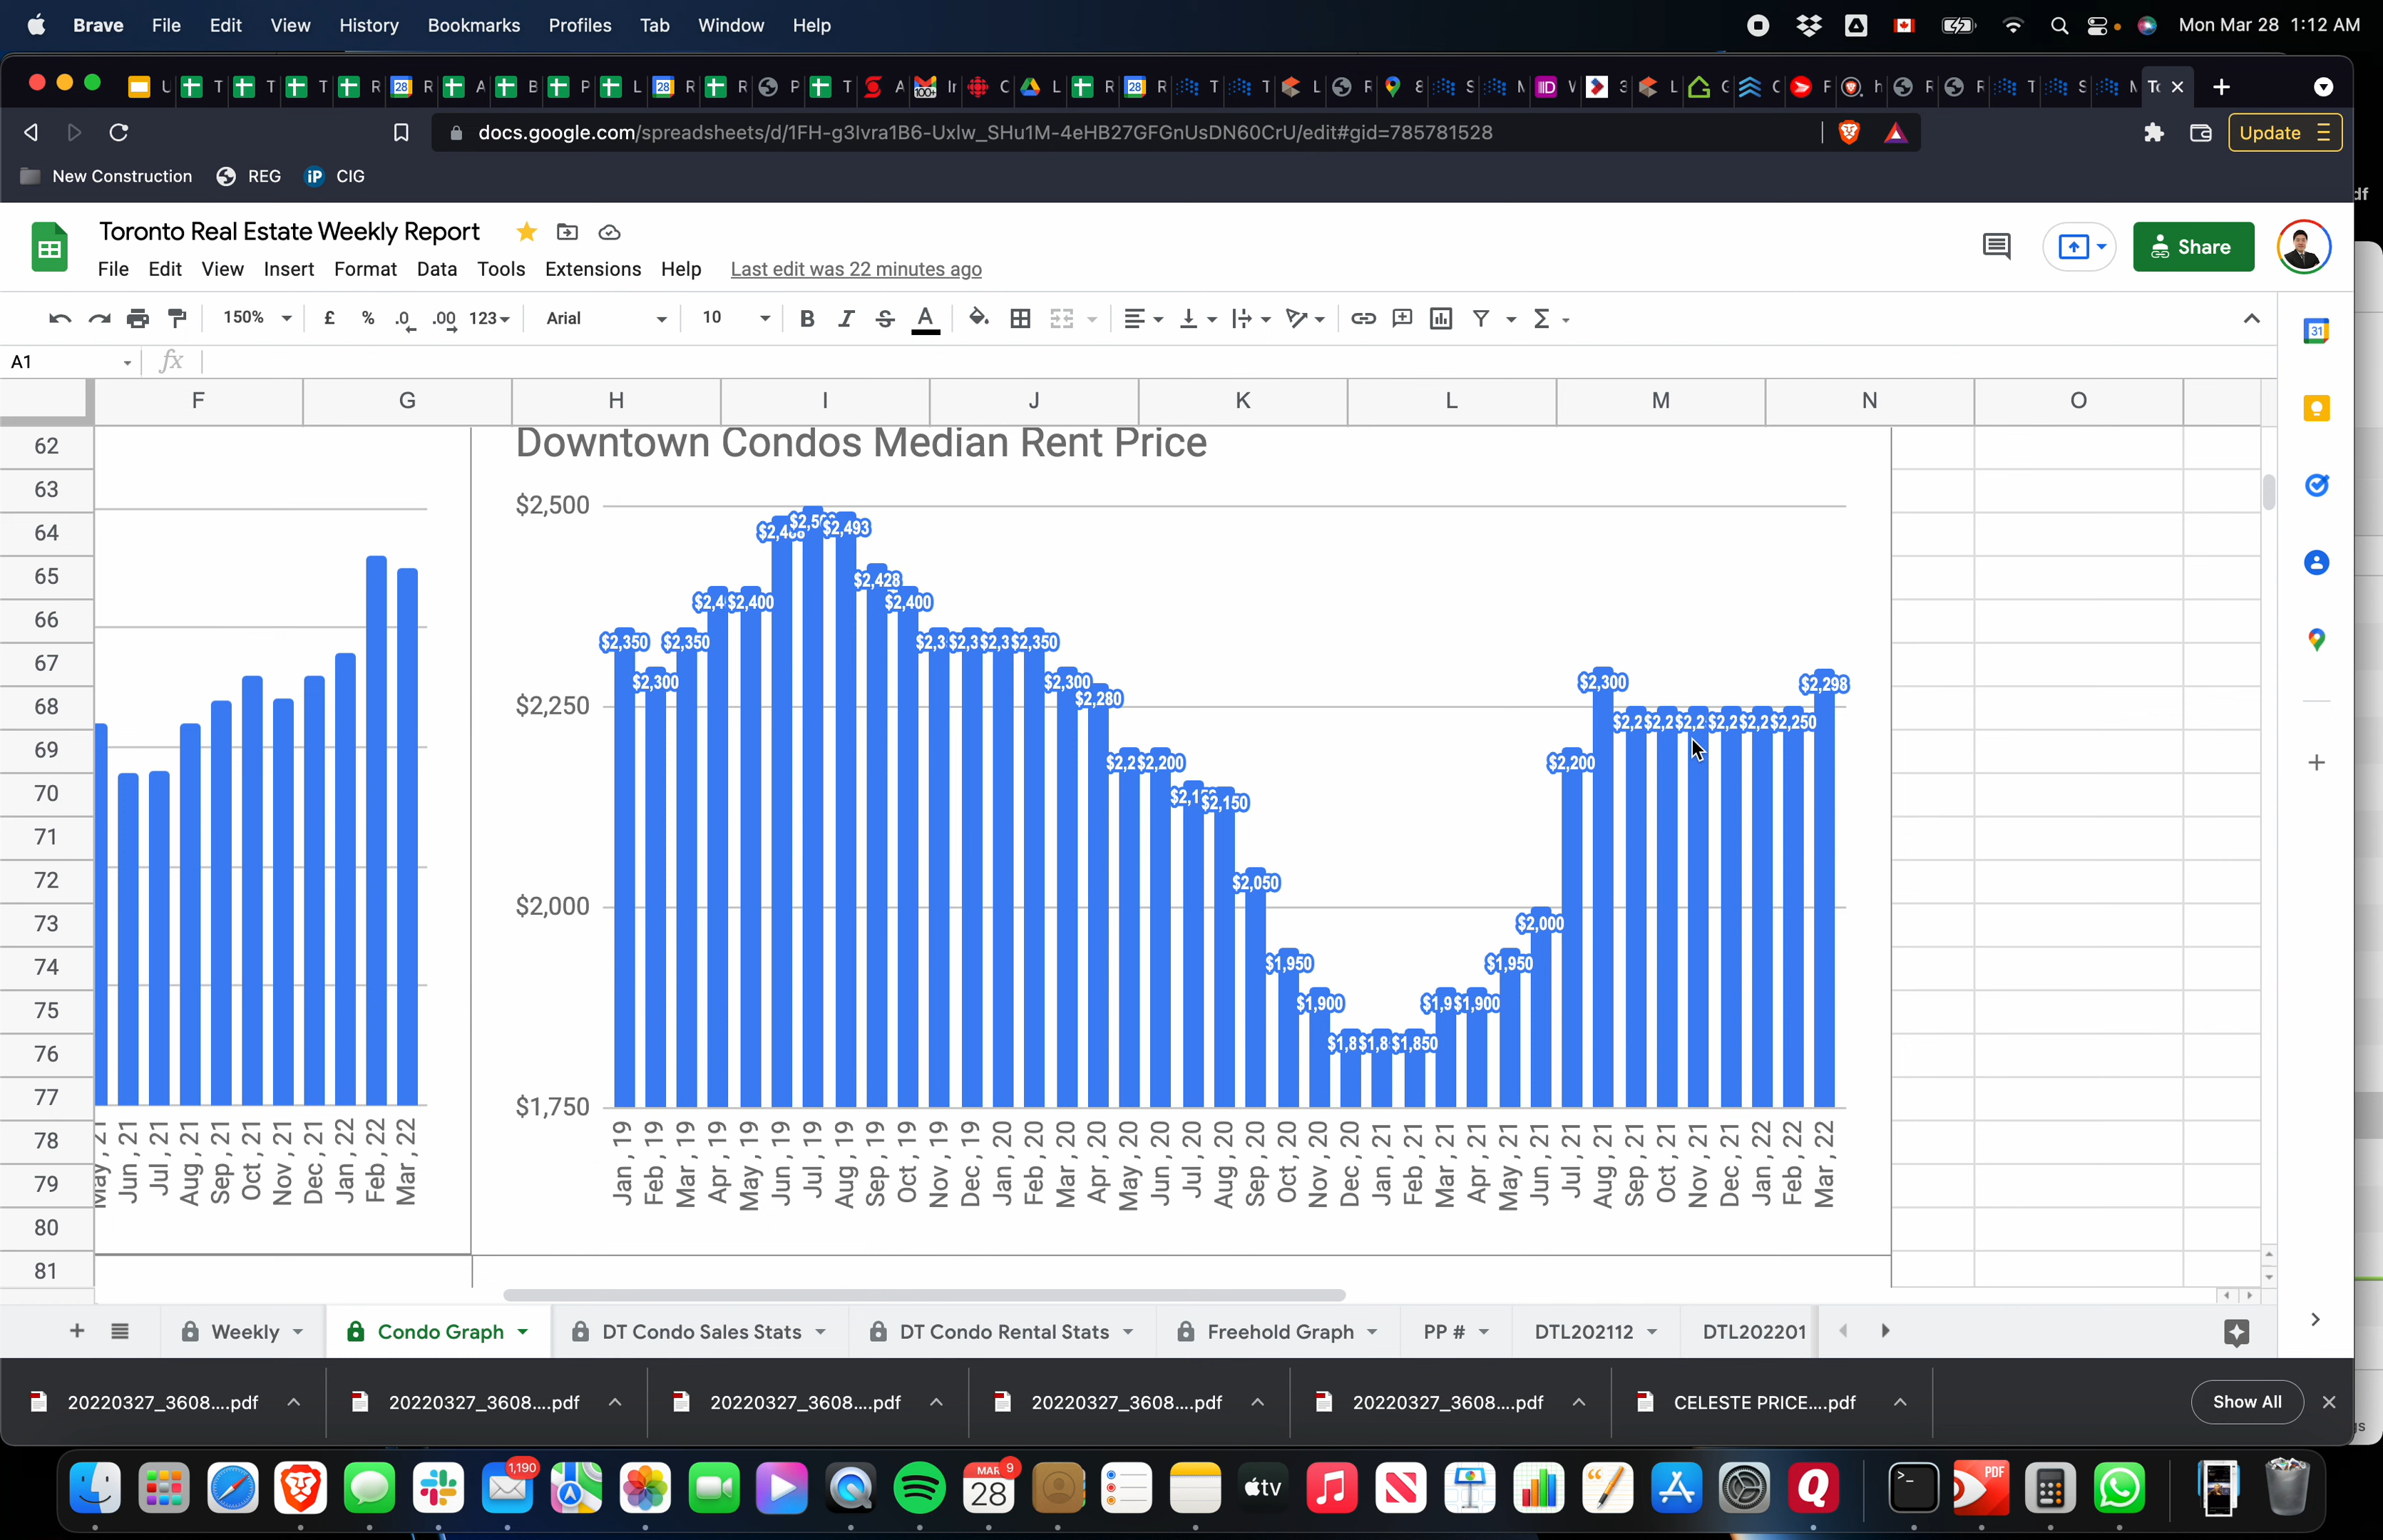 Brave File Edit View History Bookmarks Profiles Tab Window Help Mon Mar 28 1:12 AM
docs.google.com/spreadsheets/d/1FH-g3Ivra1B6-UxIw_SHu1M-4eHB27GFGnUsDN60CrU/edit#gid=785781528 Update
New Construction REG CIG
Toronto Real Estate Weekly Report
Share
File Edit View Insert Format Data Tools Extensions Help Last edit was 22 minutes ago
150% £ % .0 .00 123 Arial 10 B I S A
A1 fx
F G H I J K L M N O
62
63
64
65
66
67
68
69
70
71
72
73
74
75
76
77
78
79
80
81
Downtown Condos Median Rent Price
$2,500
$2,250
$2,000
$1,750
$2,493
$2,428
$2,400 $2,400
$2,350 $2,350 $2,350
$2,300 $2,300 $2,300 $2,298
$2,280
$2,250
$2,200 $2,200
$2,150
$2,050
$2,000
$1,950 $1,950
$1,900 $1,900
$1,850
Jun, 21 Jul, 21 Aug, 21 Sep, 21 Oct, 21 Nov, 21 Dec, 21 Jan, 22 Feb, 22 Mar, 22
Jan, 19 Feb, 19 Mar, 19 Apr, 19 May, 19 Jun, 19 Jul, 19 Aug, 19 Sep, 19 Oct, 19 Nov, 19 Dec, 19 Jan, 20 Feb, 20 Mar, 20 Apr, 20 May, 20 Jun, 20 Jul, 20 Aug, 20 Sep, 20 Oct, 20 Nov, 20 Dec, 20 Jan, 21 Feb, 21 Mar, 21 Apr, 21 May, 21 Jun, 21 Jul, 21 Aug, 21 Sep, 21 Oct, 21 Nov, 21 Dec, 21 Jan, 22 Feb, 22 Mar, 22
Weekly Condo Graph DT Condo Sales Stats DT Condo Rental Stats Freehold Graph PP # DTL202112 DTL202201
20220327_3608....pdf 20220327_3608....pdf 20220327_3608....pdf 20220327_3608....pdf 20220327_3608....pdf CELESTE PRICE....pdf Show All
1,190 MAR 9 28 tv PDF